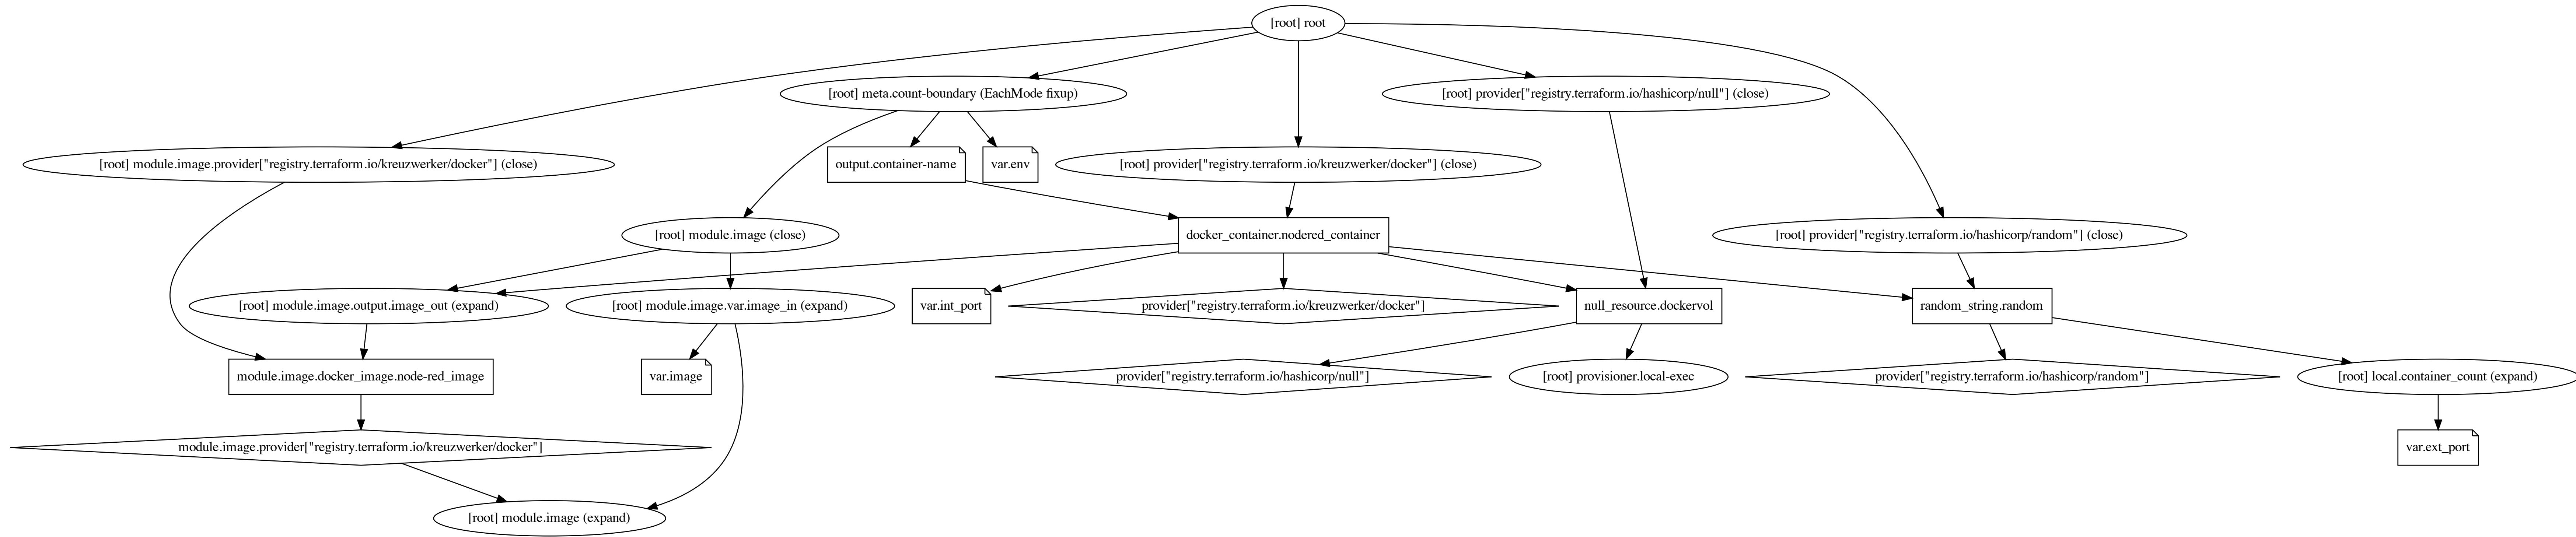 [root] root
[root] meta.count-boundary (EachMode fixup)
[root] provider["registry.terraform.io/hashicorp/null"] (close)
[root] module.image.provider["registry.terraform.io/kreuzwerker/docker"] (close)
output.container-name
var.env
[root] provider["registry.terraform.io/kreuzwerker/docker"] (close)
[root] module.image (close)
docker_container.nodered_container
[root] provider["registry.terraform.io/hashicorp/random"] (close)
[root] module.image.output.image_out (expand)
[root] module.image.var.image_in (expand)
var.int_port
provider["registry.terraform.io/kreuzwerker/docker"]
null_resource.dockervol
random_string.random
module.image.docker_image.node-red_image
var.image
provider["registry.terraform.io/hashicorp/null"]
[root] provisioner.local-exec
provider["registry.terraform.io/hashicorp/random"]
[root] local.container_count (expand)
module.image.provider["registry.terraform.io/kreuzwerker/docker"]
var.ext_port
[root] module.image (expand)